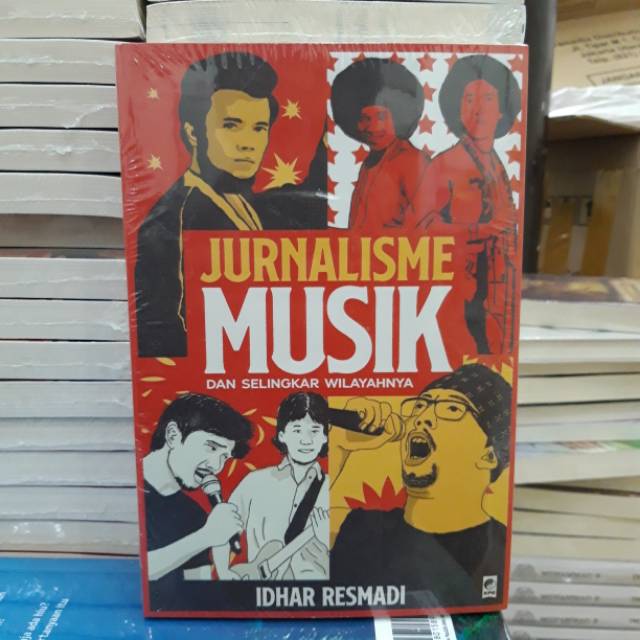 JURNALISME
MUSIK
DAN SELINGKAR WILAYAHNYA
IDHAR RESMADI